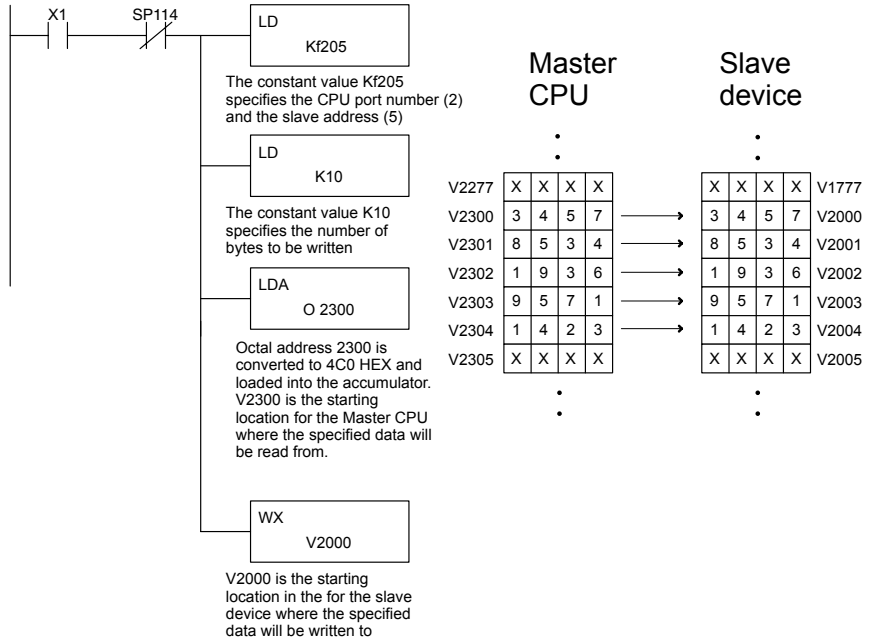 X1 SP114
LD
Kf205
The constant value Kf205
specifies the CPU port number (2)
and the slave address (5)
LD
K10
The constant value K10
specifies the number of
bytes to be written
LDA
O 2300
Octal address 2300 is
converted to 4C0 HEX and
loaded into the accumulator.
V2300 is the starting
location for the Master CPU
where the specified data will
be read from.
WX
V2000
V2000 is the starting
location in the for the slave
device where the specified
data will be written to
Master Slave
CPU device
V2277 X X X X X X X X V1777
V2300 3 4 5 7 3 4 5 7 V2000
V2301 8 5 3 4 8 5 3 4 V2001
V2302 1 9 3 6 1 9 3 6 V2002
V2303 9 5 7 1 9 5 7 1 V2003
V2304 1 4 2 3 1 4 2 3 V2004
V2305 X X X X X X X X V2005